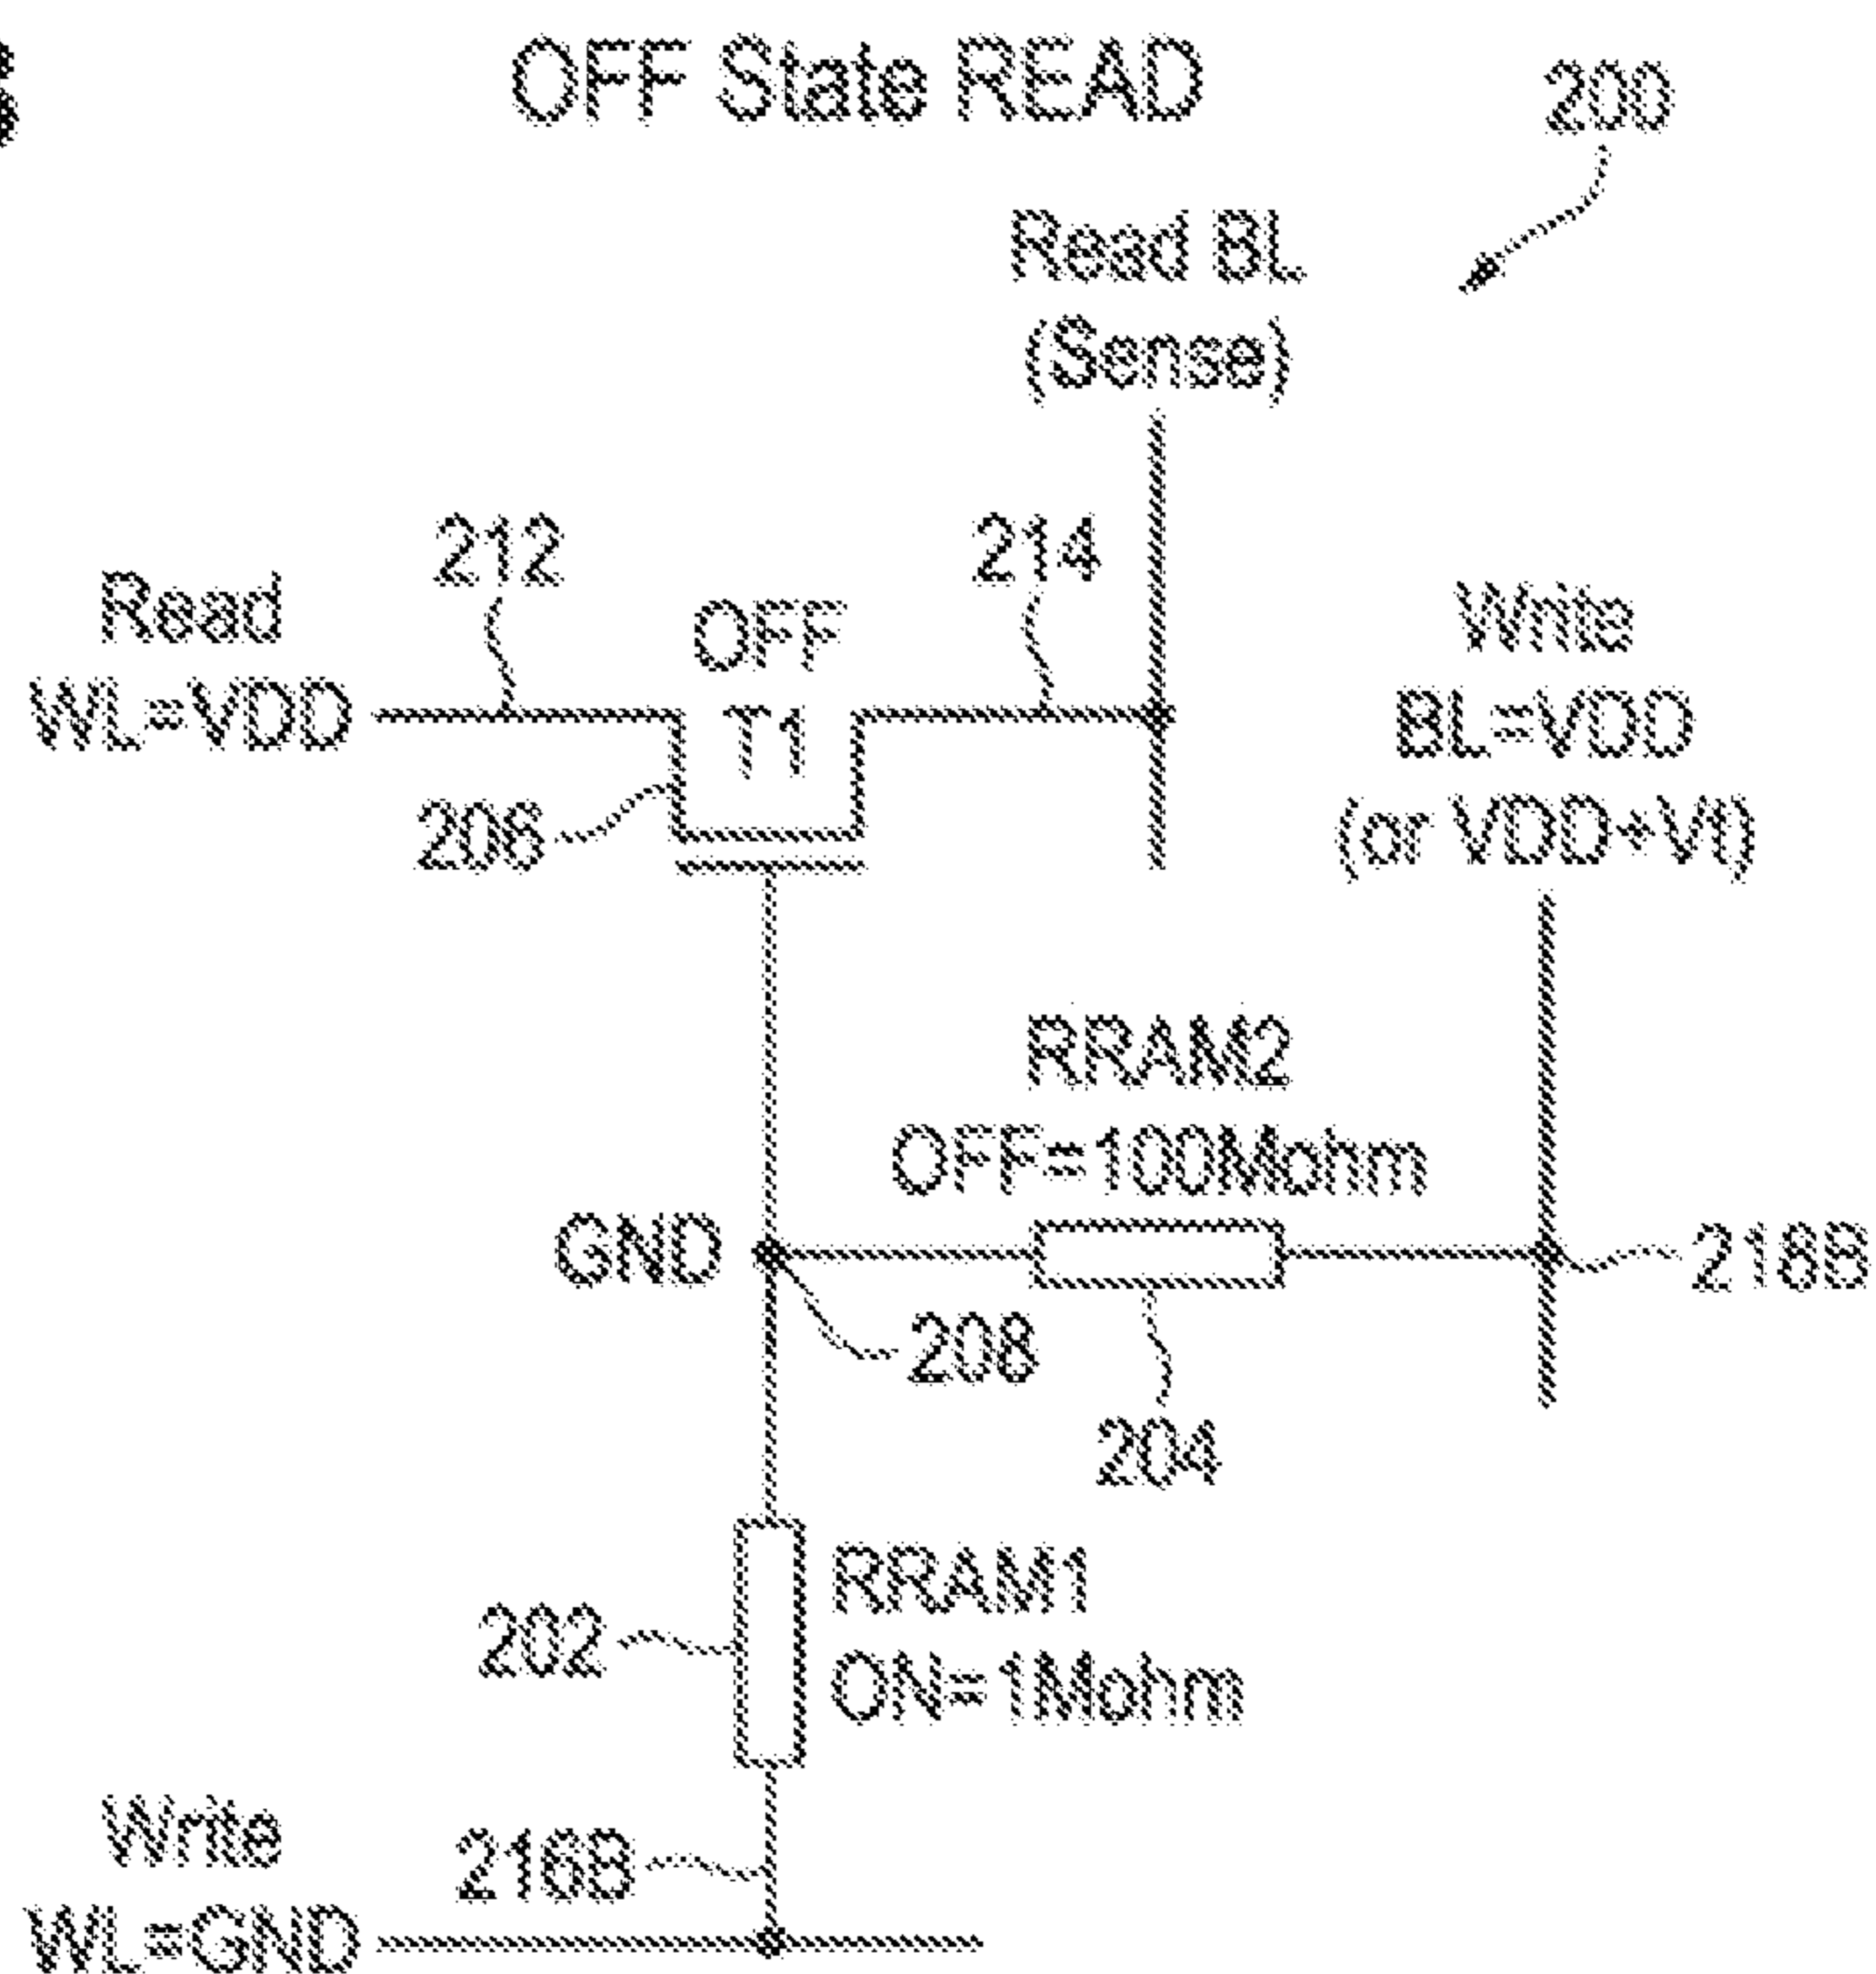 OFF State READ
200
Read BL
(Sense)
212
214
Read
WL=VDD
OFF
T1
206
Write
BL=VDD
(or VDD+Vt)
RRAM2
OFF=100Mohm
GND
218B
208
204
RRAM1
ON=1Mohm
202
Write
WL=GND
216B